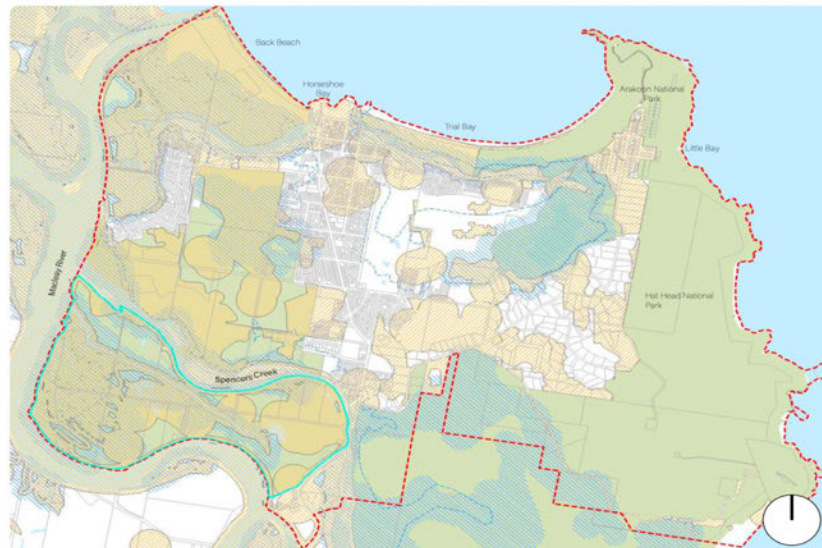 Back Beach
Horseshoe
Bay
Trial Bay
Arakoon National
Park
Little Bay
Macleay River
Hat Head National
Park
Spencers Creek